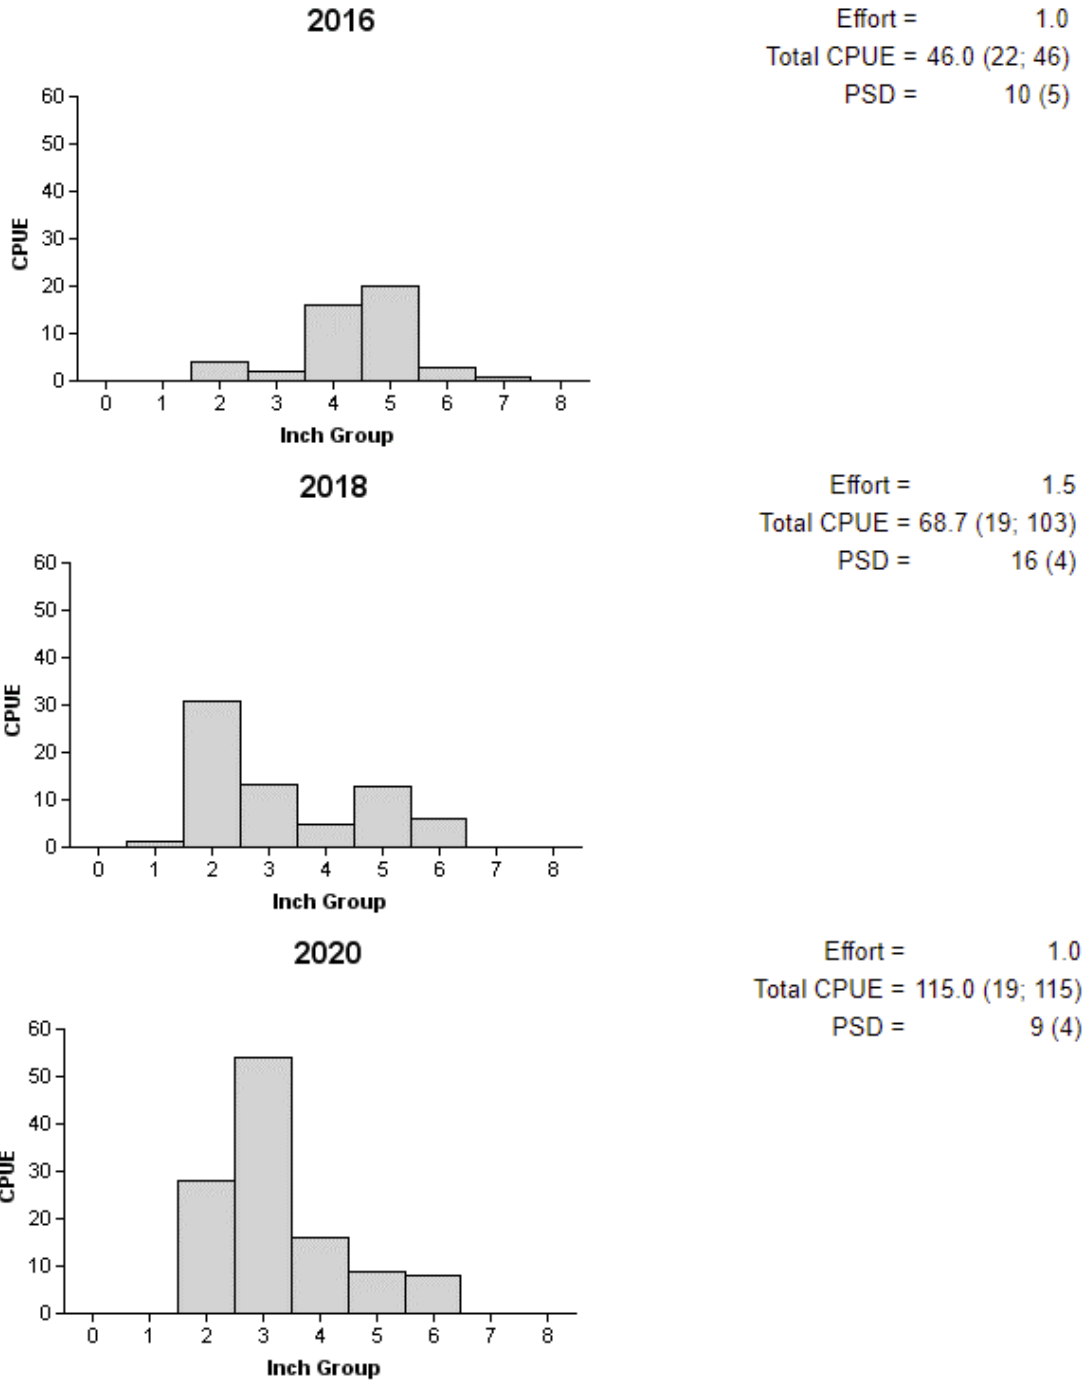 2016
Effort = 1.0
Total CPUE = 46.0 (22; 46)
PSD = 10 (5)
60
50
40
30
20
10
0
CPUE
0 1 2 3 4 5 6 7 8
Inch Group
2018
Effort = 1.5
Total CPUE = 68.7 (19; 103)
PSD = 16 (4)
60
50
40
30
20
10
0
CPUE
0 1 2 3 4 5 6 7 8
Inch Group
2020
Effort = 1.0
Total CPUE = 115.0 (19; 115)
PSD = 9 (4)
60
50
40
30
20
10
0
CPUE
0 1 2 3 4 5 6 7 8
Inch Group